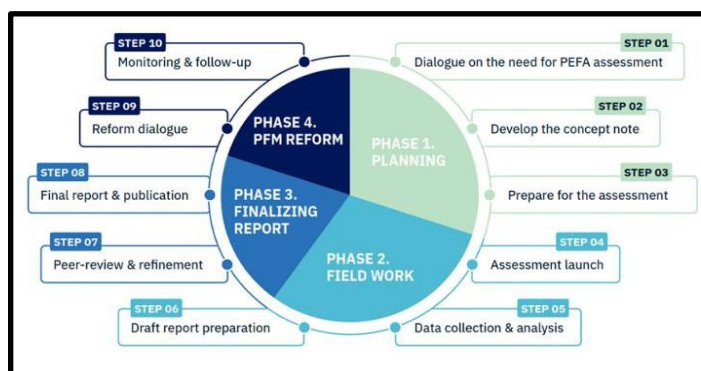 STEP 10
Monitoring & follow-up
STEP 09
Reform dialogue
STEP 08
Final report & publication
STEP 07
Peer-review & refinement
STEP 06
Draft report preparation
PHASE 4.
PFM REFORM
PHASE 1.
PLANNING
PHASE 3.
FINALIZING
REPORT
PHASE 2.
FIELD WORK
STEP 01
Dialogue on the need for PEFA assessment
STEP 02
Develop the concept note
STEP 03
Prepare for the assessment
STEP 04
Assessment launch
STEP 05
Data collection & analysis